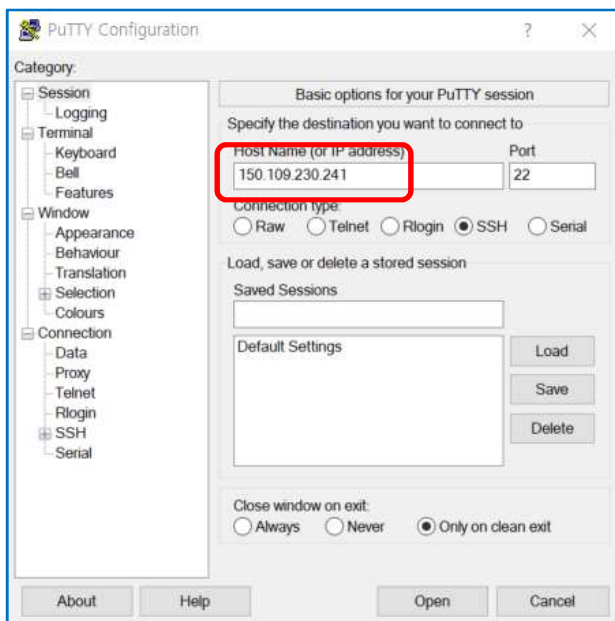 PuTTY Configuration
Category:
Session
Logging
Terminal
Keyboard
Bell
Features
Window
Appearance
Behaviour
Translation
Selection
Colours
Connection
Data
Proxy
Telnet
Rlogin
SSH
Serial
Basic options for your PuTTY session
Specify the destination you want to connect to
Host Name (or IP address) Port
150.109.230.241 22
Connection type:
Raw Telnet Rlogin SSH Serial
Load, save or delete a stored session
Saved Sessions
Default Settings
Load
Save
Delete
Close window on exit:
Always Never Only on clean exit
About Help Open Cancel